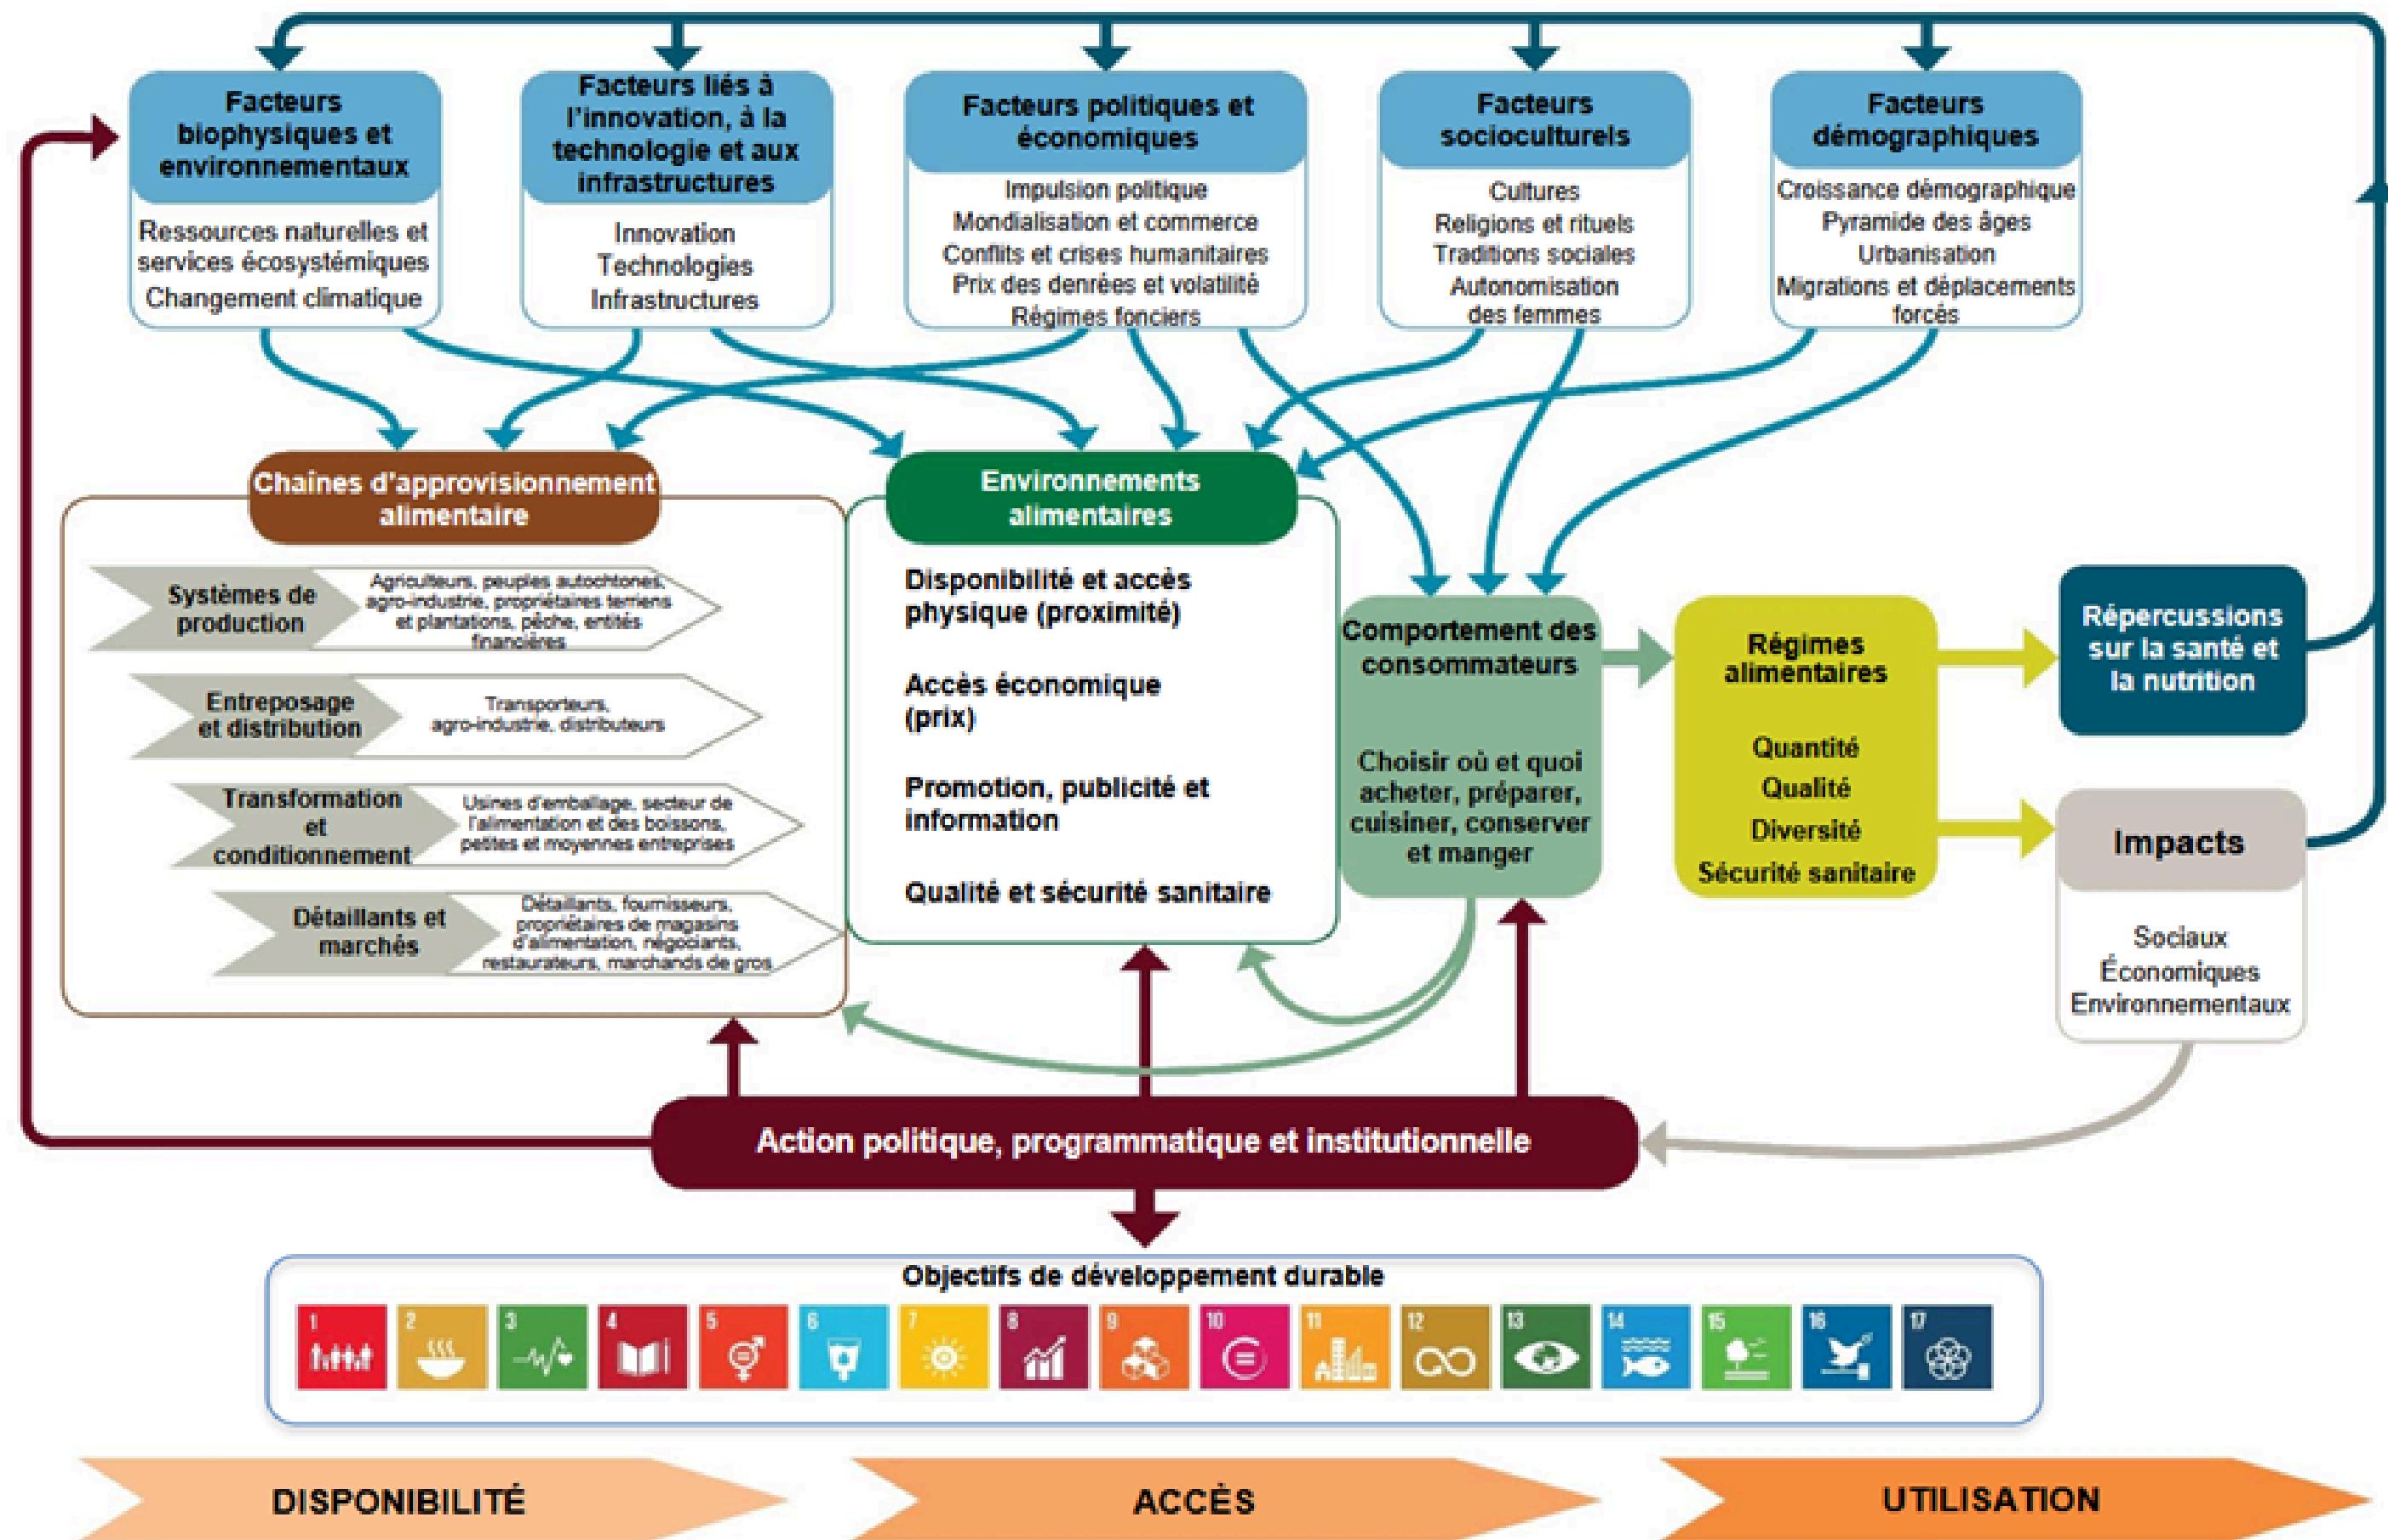 Facteurs
biophysiques et
environnementaux
Ressources naturelles et
services écosystémiques
Changement climatique
Facteurs liés à
l'innovation, à la
technologie et aux
infrastructures
Innovation
Technologies
Infrastructures
Facteurs politiques et
économiques
Impulsion politique
Mondialisation et commerce
Conflits et crises humanitaires
Prix des denrées et volatilité
Régimes fonciers
Facteurs
socioculturels
Cultures
Religions et rituels
Traditions sociales
Autonomisation
des femmes
Facteurs
démographiques
Croissance démographique
Pyramide des âges
Urbanisation
Migrations et déplacements
forcés
Chaînes d'approvisionnement
alimentaire
Systèmes de
production
Agriculteurs, peuples autochtones,
agro-industrie, propriétaires terriens
et plantations, pêche, entités
financières
Entreposage
et distribution
Transporteurs,
agro-industrie, distributeurs
Transformation
et
conditionnement
Usines d'emballage, secteur de
l'alimentation et des boissons,
petites et moyennes entreprises
Détaillants et
marchés
Détaillants, fournisseurs,
propriétaires de magasins
d'alimentation, négociants,
restaurateurs, marchands de gros
Environnements
alimentaires
Disponibilité et accès
physique (proximité)
Accès économique
(prix)
Promotion, publicité et
information
Qualité et sécurité sanitaire
Comportement des
consommateurs
Choisir où et quoi
acheter, préparer,
cuisiner, conserver
et manger
Régimes
alimentaires
Quantité
Qualité
Diversité
Sécurité sanitaire
Répercussions
sur la santé et
la nutrition
Impacts
Sociaux
Économiques
Environnementaux
Action politique, programmatique et institutionnelle
Objectifs de développement durable
1 2 3 4 5 6 7 8 9 10 11 12 13 14 15 16 17
DISPONIBILITÉ
ACCÈS
UTILISATION